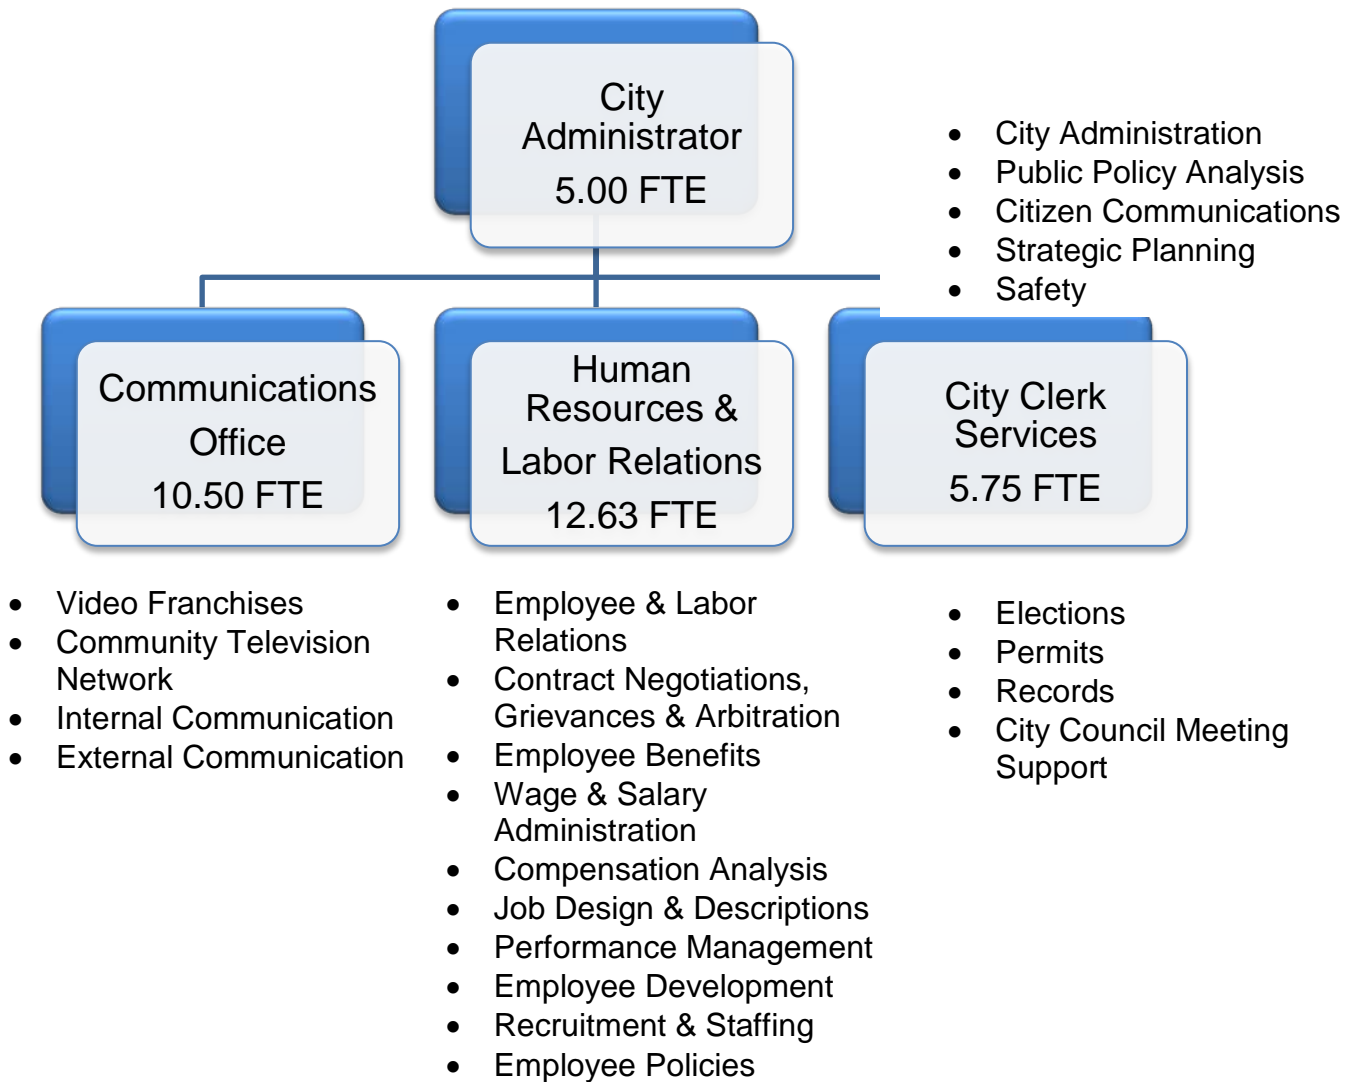 City
Administrator
5.00 FTE
• City Administration
• Public Policy Analysis
• Citizen Communications
• Strategic Planning
• Safety
Communications
Office
10.50 FTE
Human
Resources &
Labor Relations
12.63 FTE
City Clerk
Services
5.75 FTE
• Video Franchises
• Community Television
Network
• Internal Communication
• External Communication
• Employee & Labor
Relations
• Contract Negotiations,
Grievances & Arbitration
• Employee Benefits
• Wage & Salary
Administration
• Compensation Analysis
• Job Design & Descriptions
• Performance Management
• Employee Development
• Recruitment & Staffing
• Employee Policies
• Elections
• Permits
• Records
• City Council Meeting
Support